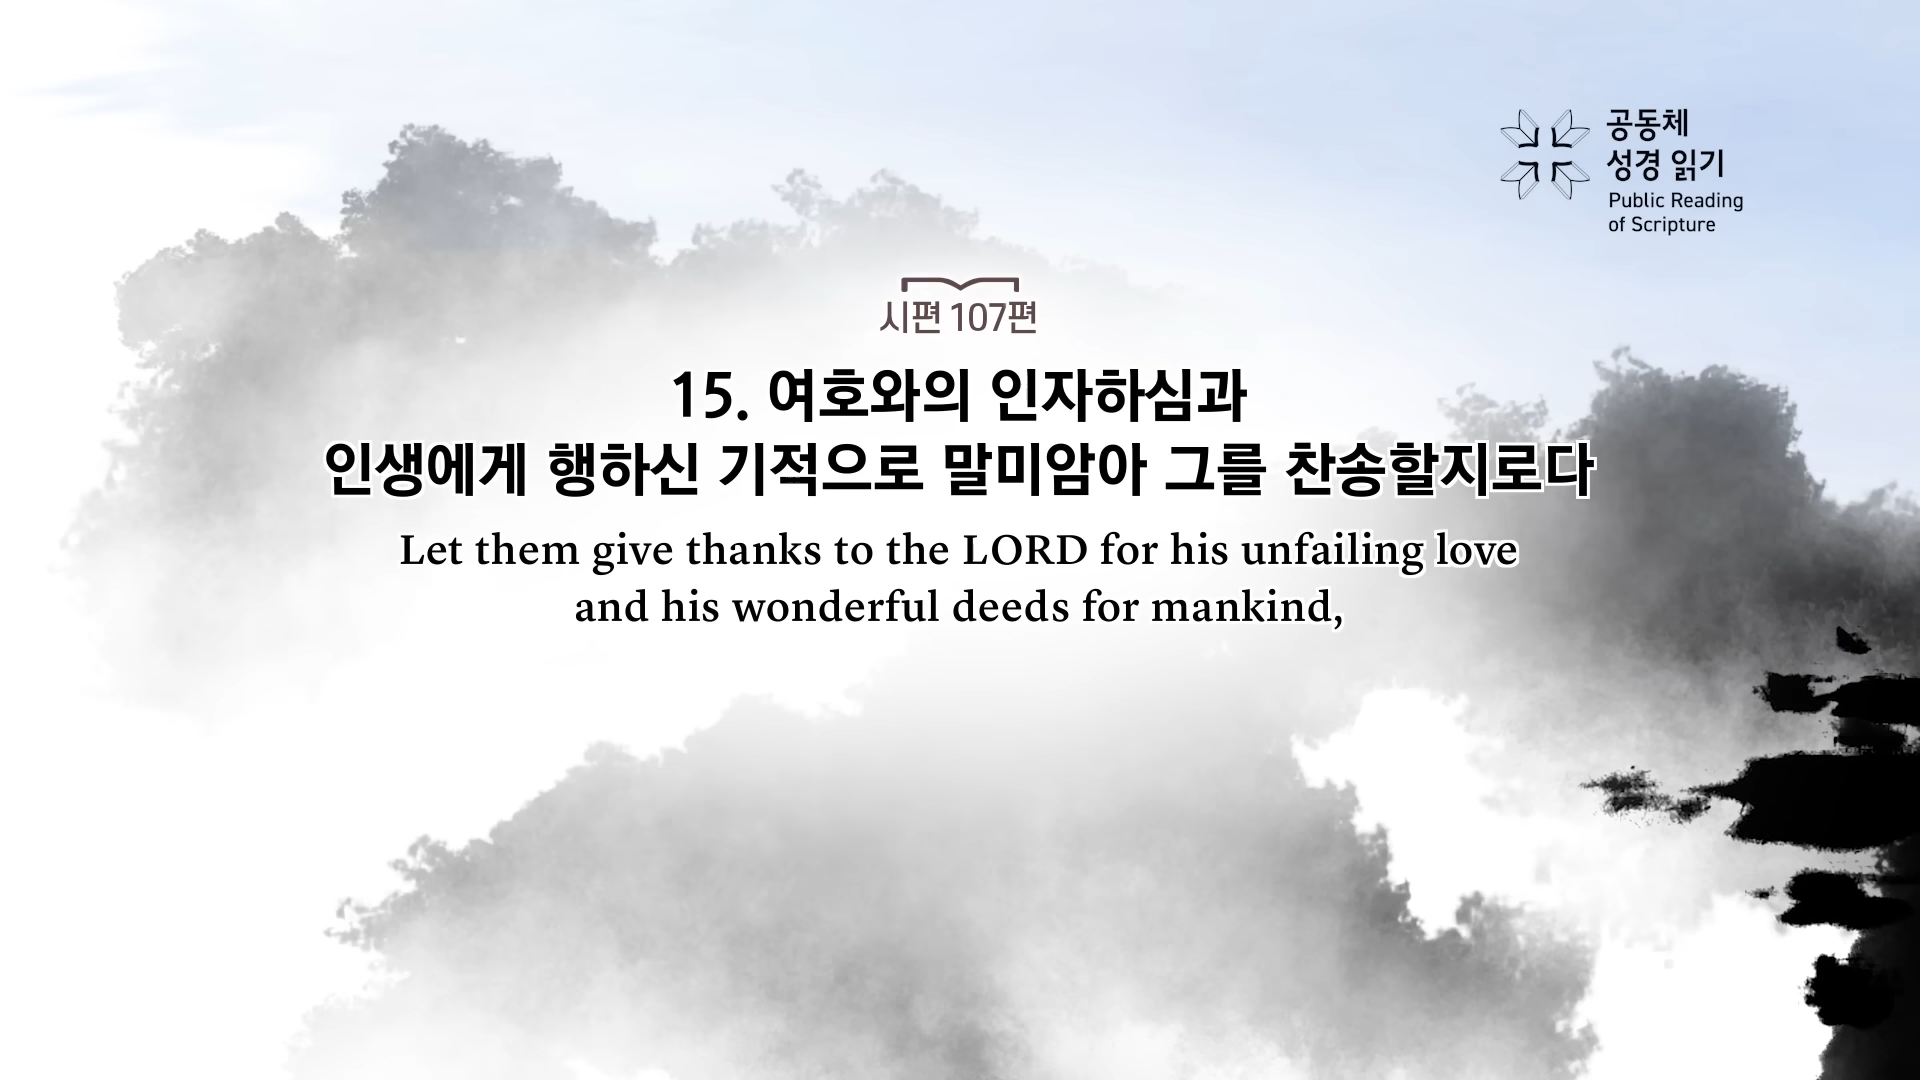 공동체
성경 읽기
Public Reading
of Scripture
시편 107편
15. 여호와의 인자하심과
인생에게 행하신 기적으로 말미암아 그를 찬송할지로다
Let them give thanks to the LORD for his unfailing love
and his wonderful deeds for mankind,